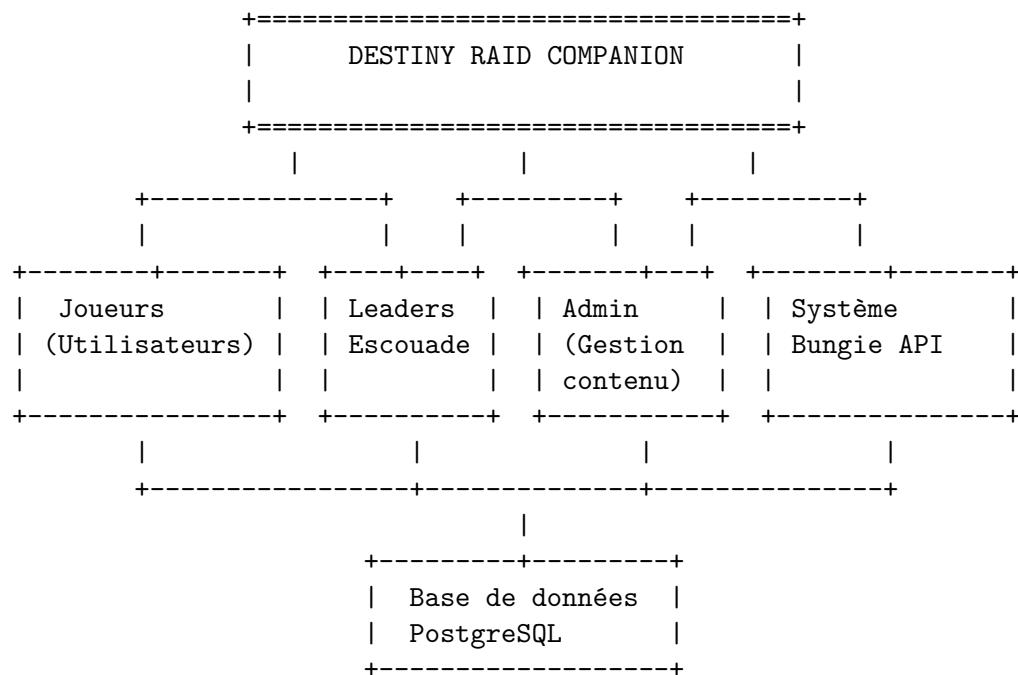 DESTINY RAID COMPANION
Joueurs
(Utilisateurs)
Leaders
Escouade
Admin
(Gestion
contenu)
Système
Bungie API
Base de données
PostgreSQL